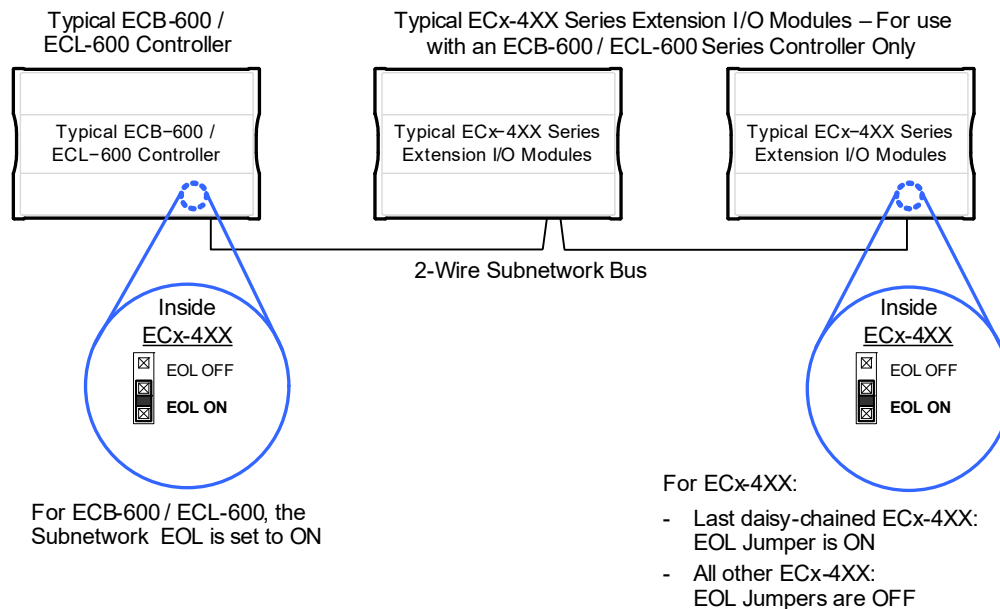 Typical ECB-600 /
ECL-600 Controller
Typical ECx-4XX Series Extension I/O Modules – For use
with an ECB-600 / ECL-600 Series Controller Only
Typical ECB−600 /
ECL−600 Controller
Typical ECx−4XX Series
Extension I/O Modules
Typical ECx−4XX Series
Extension I/O Modules
2-Wire Subnetwork Bus
Inside
ECx-4XX
EOL OFF
EOL ON
Inside
ECx-4XX
EOL OFF
EOL ON
For ECB-600 / ECL-600, the
Subnetwork EOL is set to ON
For ECx-4XX:
- Last daisy-chained ECx-4XX:
EOL Jumper is ON
- All other ECx-4XX:
EOL Jumpers are OFF